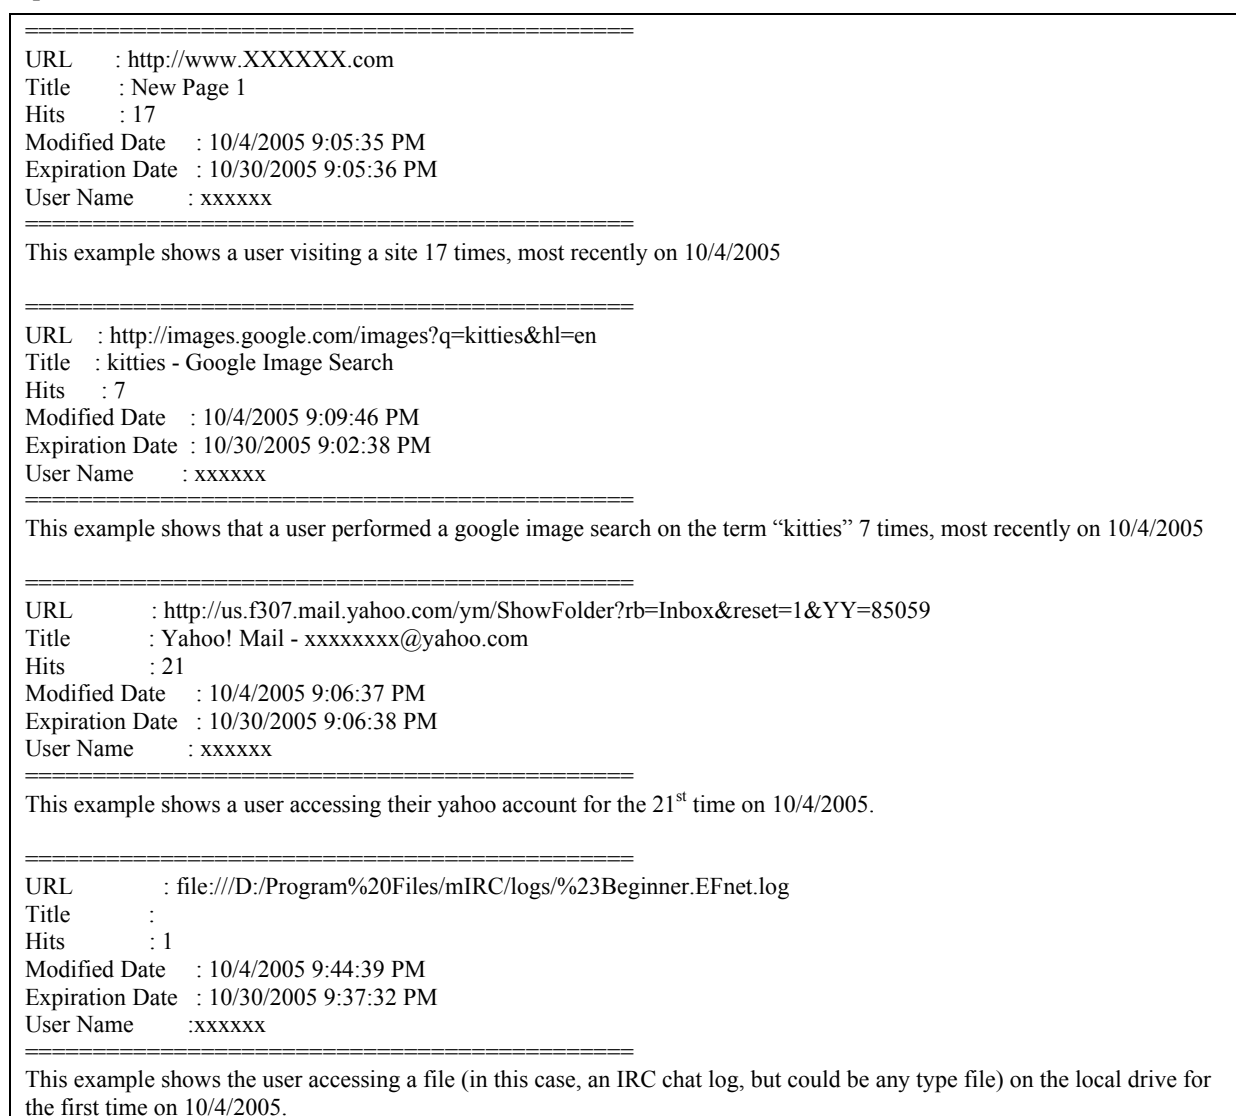 ==============================================
URL : http://www.XXXXXX.com
Title : New Page 1
Hits : 17
Modified Date : 10/4/2005 9:05:35 PM
Expiration Date : 10/30/2005 9:05:36 PM
User Name : xxxxxx
==============================================
This example shows a user visiting a site 17 times, most recently on 10/4/2005
==============================================
URL : http://images.google.com/images?q=kitties&hl=en
Title : kitties - Google Image Search
Hits : 7
Modified Date : 10/4/2005 9:09:46 PM
Expiration Date : 10/30/2005 9:02:38 PM
User Name : xxxxxx
==============================================
This example shows that a user performed a google image search on the term “kitties” 7 times, most recently on 10/4/2005
==============================================
URL : http://us.f307.mail.yahoo.com/ym/ShowFolder?rb=Inbox&reset=1&YY=85059
Title : Yahoo! Mail - xxxxxxxx@yahoo.com
Hits : 21
Modified Date : 10/4/2005 9:06:37 PM
Expiration Date : 10/30/2005 9:06:38 PM
User Name : xxxxxx
==============================================
This example shows a user accessing their yahoo account for the 21st time on 10/4/2005.
==============================================
URL : file:///D:/Program%20Files/mIRC/logs/%23Beginner.EFnet.log
Title :
Hits : 1
Modified Date : 10/4/2005 9:44:39 PM
Expiration Date : 10/30/2005 9:37:32 PM
User Name :xxxxxx
==============================================
This example shows the user accessing a file (in this case, an IRC chat log, but could be any type file) on the local drive for
the first time on 10/4/2005.